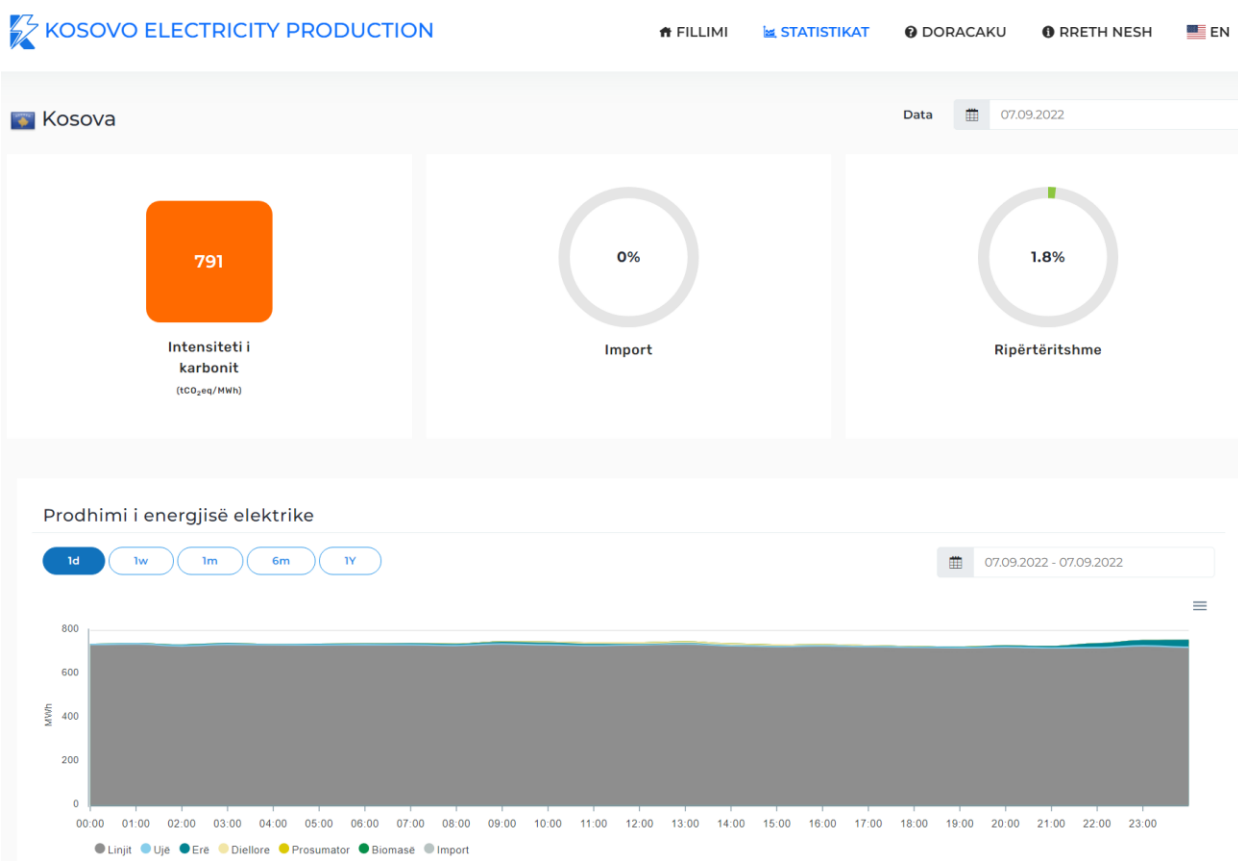 KOSOVO ELECTRICITY PRODUCTION
FILLIMI STATISTIKAT DORACAKU RRETH NESH EN
Kosova
Data 07.09.2022
791
Intensiteti i
karbonit
(tCO₂eq/MWh)
0%
Import
1.8%
Ripërtëritshme
Prodhimi i energjisë elektrike
1d 1w 1m 6m 1Y
07.09.2022 - 07.09.2022
800
600
400
200
0
MWh
00:00 01:00 02:00 03:00 04:00 05:00 06:00 07:00 08:00 09:00 10:00 11:00 12:00 13:00 14:00 15:00 16:00 17:00 18:00 19:00 20:00 21:00 22:00 23:00
Linjit Ujë Erë Diellore Prosumator Biomasë Import